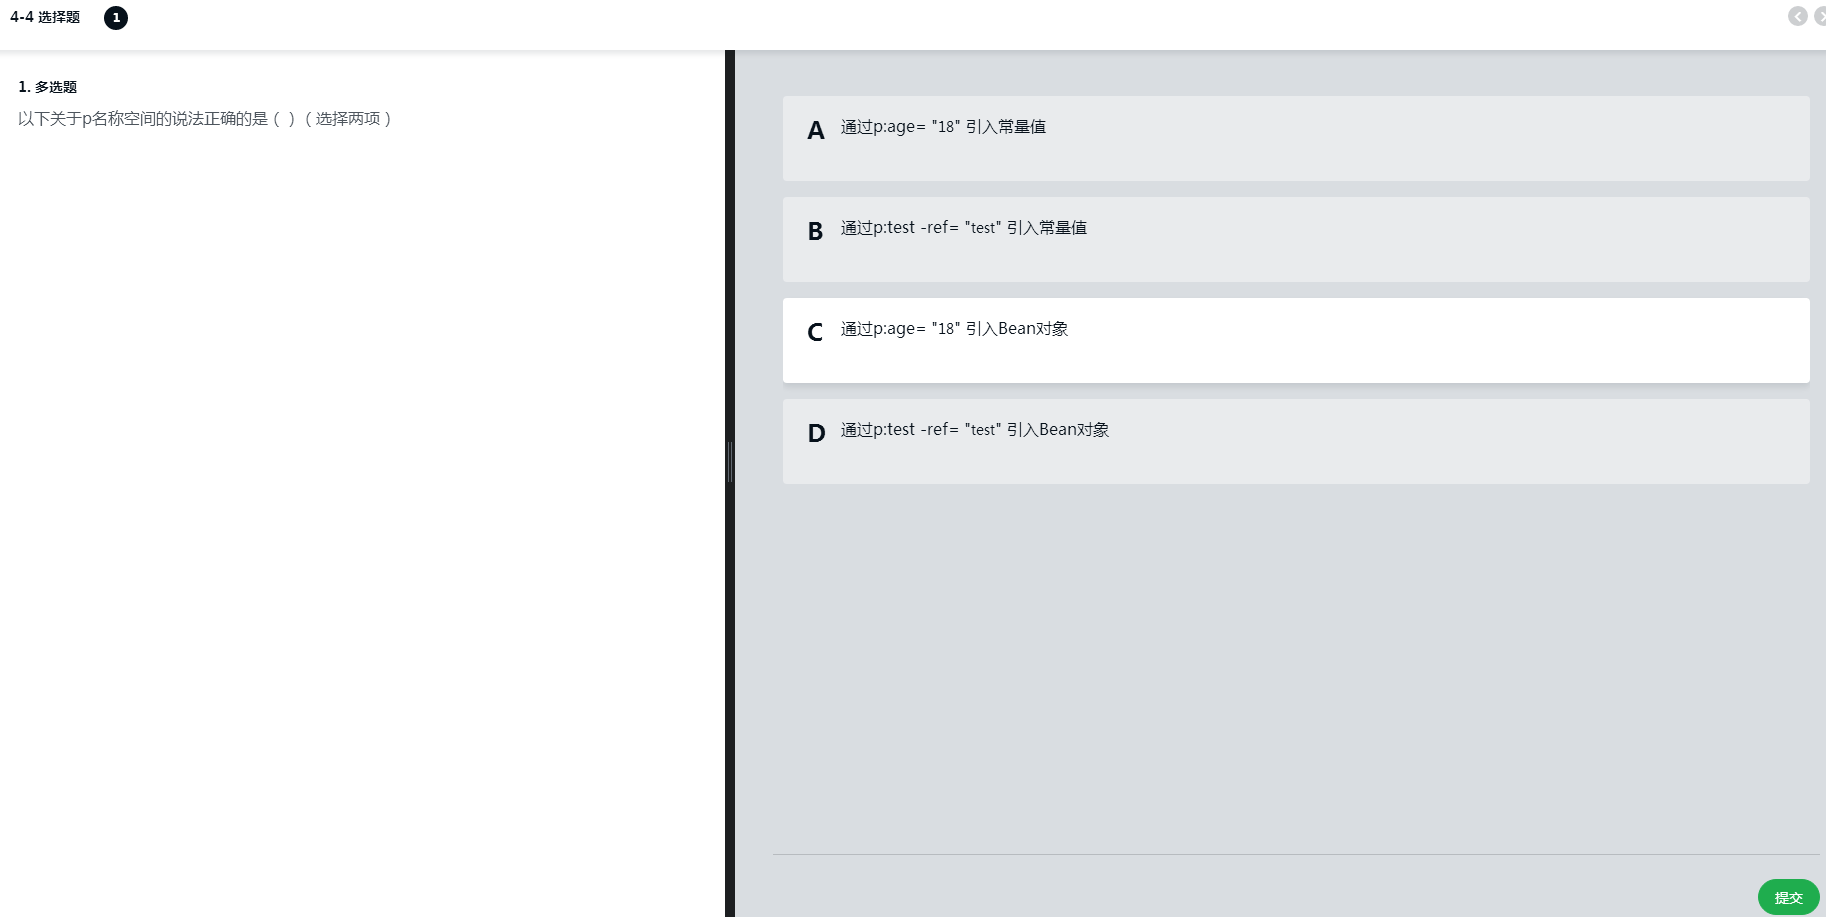 4-4 选择题
1
1. 多选题
以下关于p名称空间的说法正确的是（ ）（选择两项）
A 通过p:age= "18" 引入常量值
B 通过p:test -ref= "test" 引入常量值
C 通过p:age= "18" 引入Bean对象
D 通过p:test -ref= "test" 引入Bean对象
提交